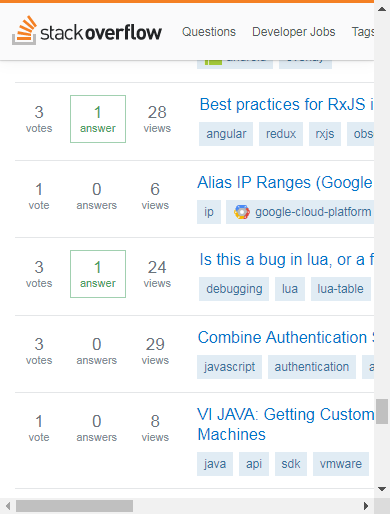 stackoverflow Questions Developer Jobs Tags
3 1 28 Best practices for RxJS i
votes answer views angular redux rxjs obs
1 0 6 Alias IP Ranges (Google
vote answers views ip google-cloud-platform
3 1 24 Is this a bug in lua, or a f
votes answer views debugging lua lua-table
3 0 29 Combine Authentication
votes answers views javascript authentication a
1 0 8 VI JAVA: Getting Custom
vote answers views Machines
java api sdk vmware